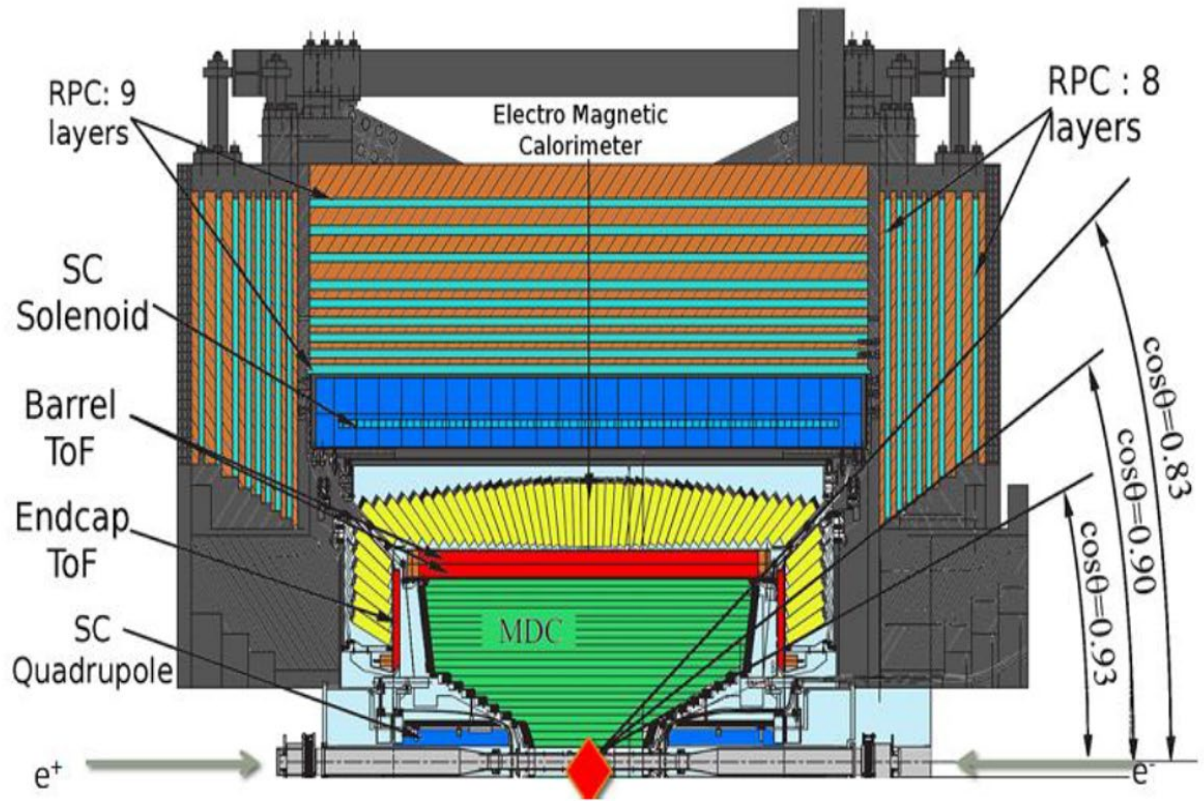 RPC: 9
layers
Electro Magnetic
Calorimeter
RPC : 8
layers
SC
Solenoid
Barrel
ToF
Endcap
ToF
SC
Quadrupole
MDC
cosθ=0.83
cosθ=0.90
cosθ=0.93
e⁺
e⁻